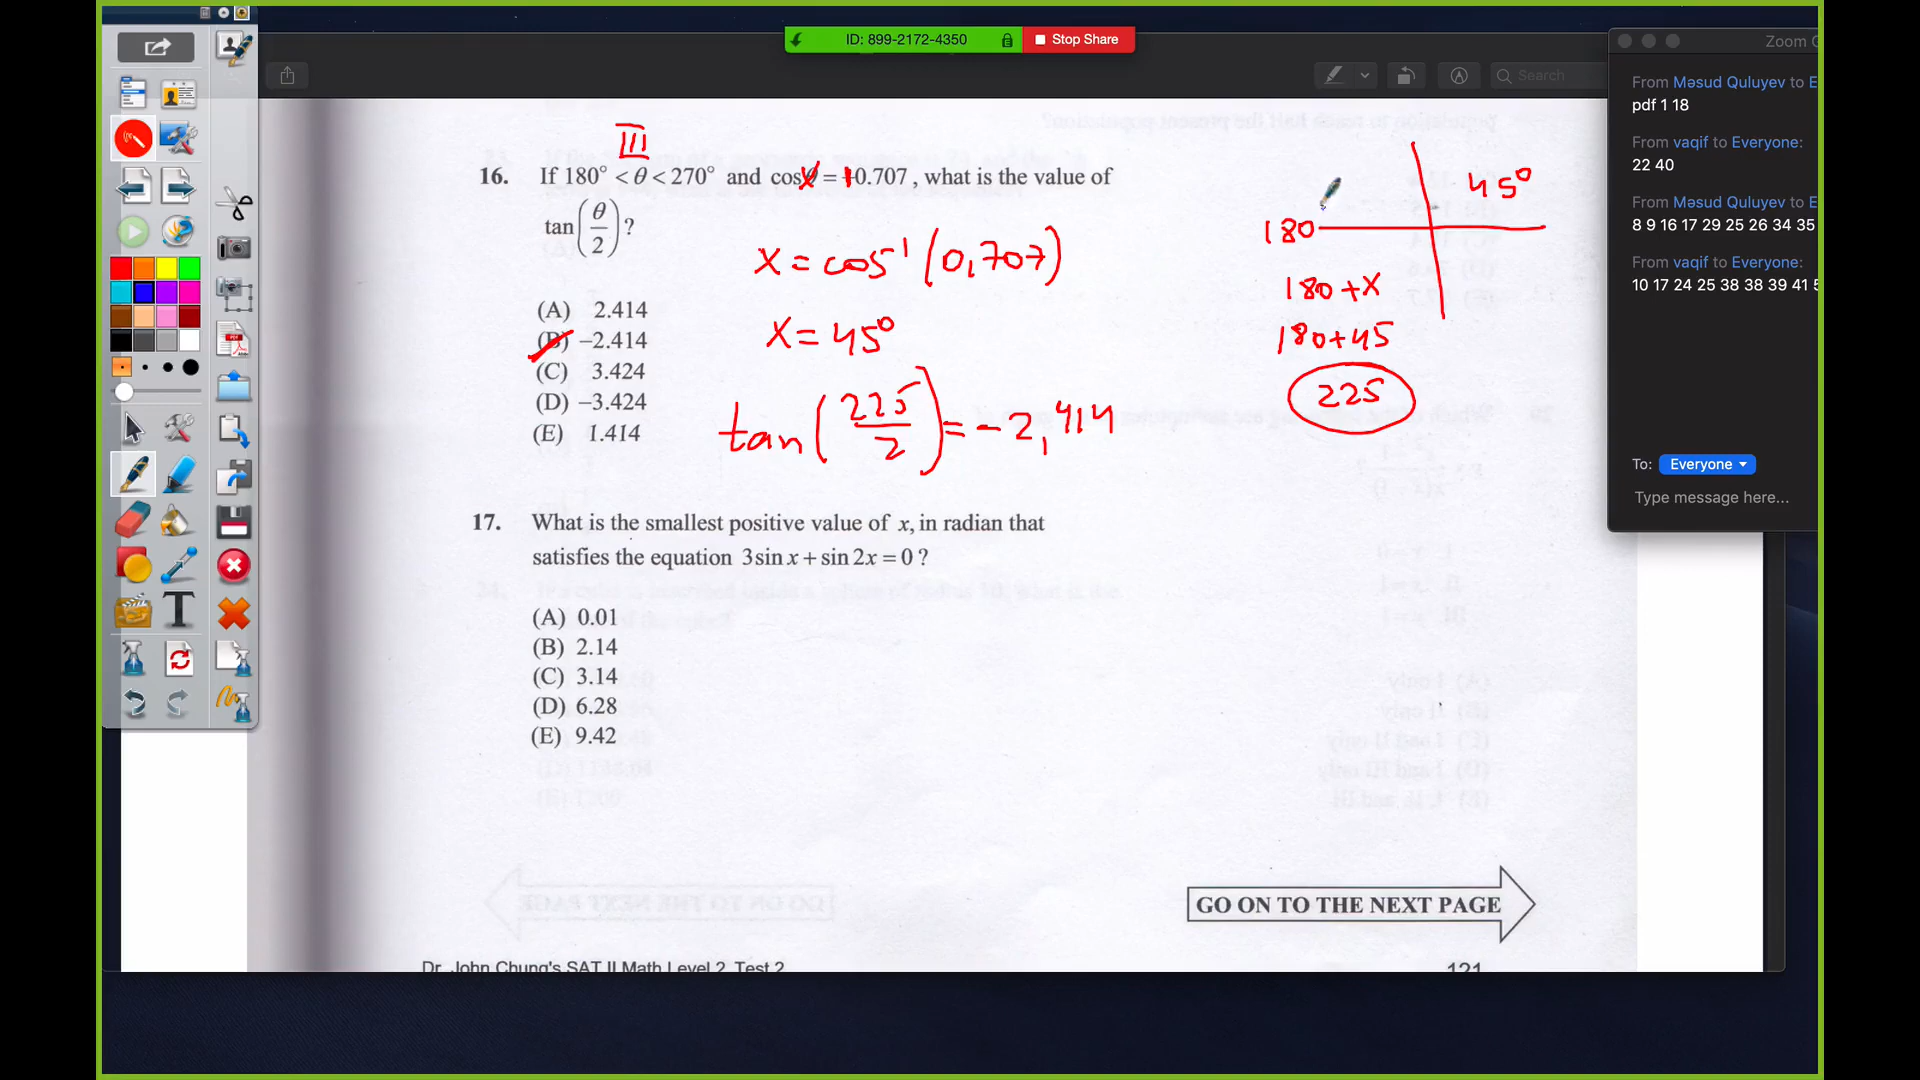 ID: 899-2172-4350
Stop Share
Search
Zoom G
From Məsud Quluyev to E
pdf 1 18
From vaqif to Everyone:
22 40
From Məsud Quluyev to E
8 9 16 17 29 25 26 34 35
From vaqif to Everyone:
10 17 24 25 38 38 39 41 5
To: Everyone
Type message here...
III
16. If 180° < θ < 270° and cosθ = -0.707, what is the value of
tan(θ/2)?
(A) 2.414
(B) −2.414
(C) 3.424
(D) −3.424
(E) 1.414
x = cos⁻¹(0,707)
x = 45°
tan(225/2) = -2,414
45°
180
180+x
180+45
225
17. What is the smallest positive value of x, in radian that
satisfies the equation 3sin x + sin 2x = 0 ?
(A) 0.01
(B) 2.14
(C) 3.14
(D) 6.28
(E) 9.42
GO ON TO THE NEXT PAGE
Dr. John Chung's SAT II Math Level 2 Test 2
121